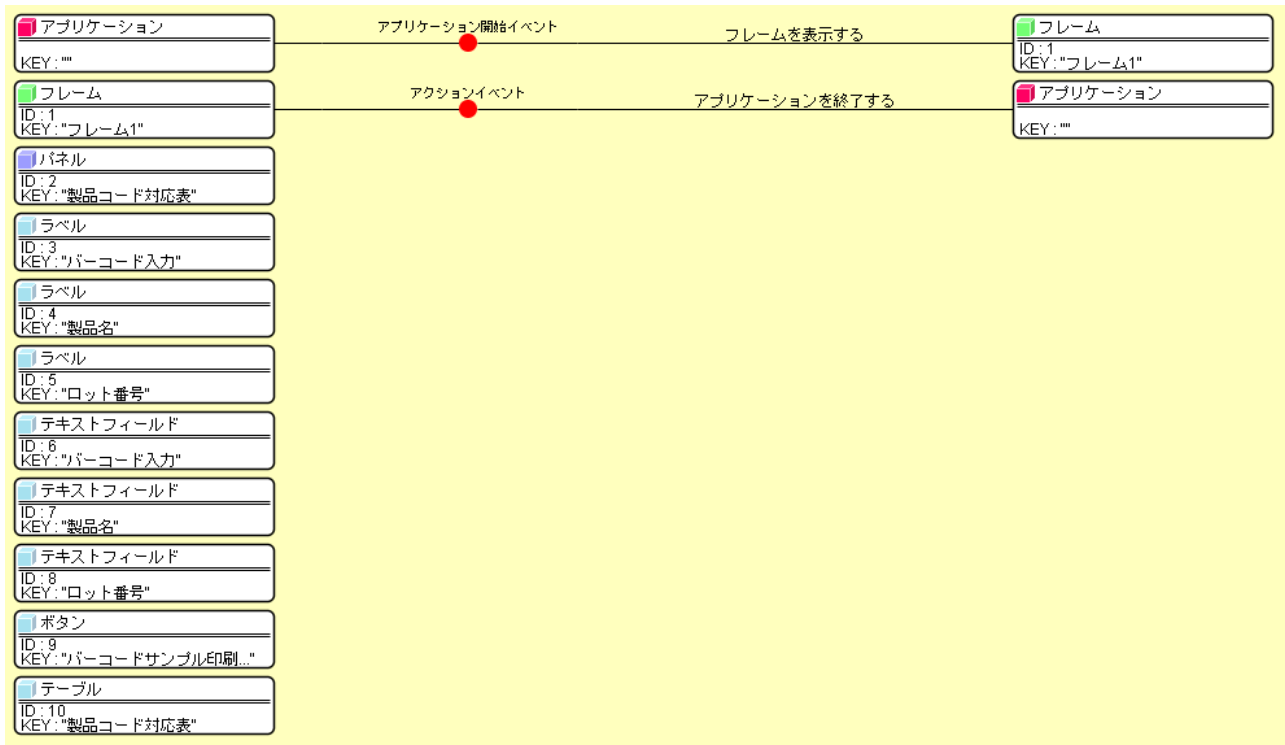 アプリケーション
KEY : ""
アプリケーション開始イベント
フレームを表示する
フレーム
ID : 1
KEY : "フレーム1"
フレーム
ID : 1
KEY : "フレーム1"
アクションイベント
アプリケーションを終了する
アプリケーション
KEY : ""
パネル
ID : 2
KEY : "製品コード対応表"
ラベル
ID : 3
KEY : "バーコード入力"
ラベル
ID : 4
KEY : "製品名"
ラベル
ID : 5
KEY : "ロット番号"
テキストフィールド
ID : 6
KEY : "バーコード入力"
テキストフィールド
ID : 7
KEY : "製品名"
テキストフィールド
ID : 8
KEY : "ロット番号"
ボタン
ID : 9
KEY : "バーコードサンプル印刷..."
テーブル
ID : 10
KEY : "製品コード対応表"